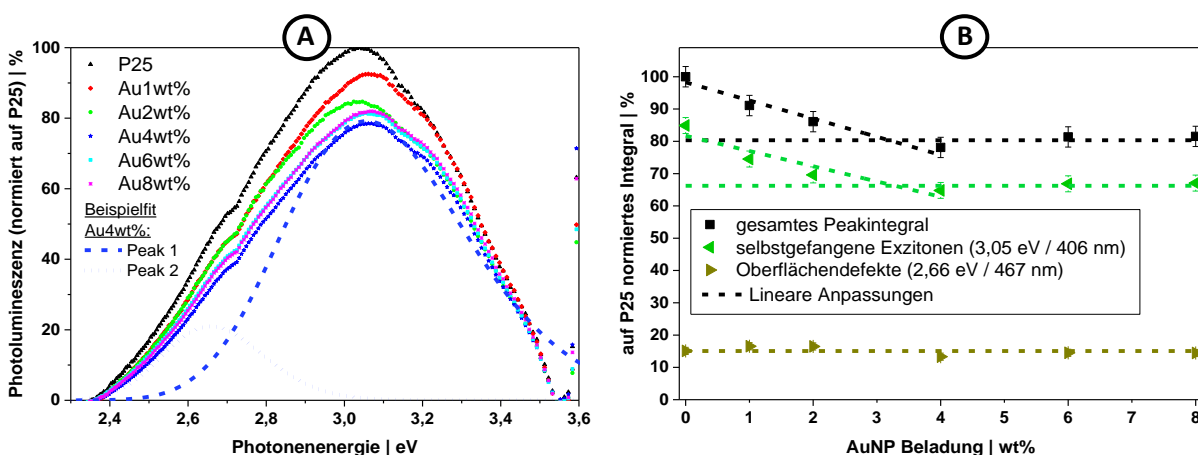 A
Photolumineszenz (normiert auf P25) | %
100
80
60
40
20
0
P25
Au1wt%
Au2wt%
Au4wt%
Au6wt%
Au8wt%
Beispielfit
Au4wt%:
Peak 1
Peak 2
2,4 2,6 2,8 3,0 3,2 3,4 3,6
Photonenenergie | eV
B
auf P25 normiertes Integral | %
100
90
80
70
60
50
40
30
20
10
0
gesamtes Peakintegral
selbstgefangene Exzitonen (3,05 eV / 406 nm)
Oberflächendefekte (2,66 eV / 467 nm)
Lineare Anpassungen
0 1 2 3 4 5 6 7 8
AuNP Beladung | wt%